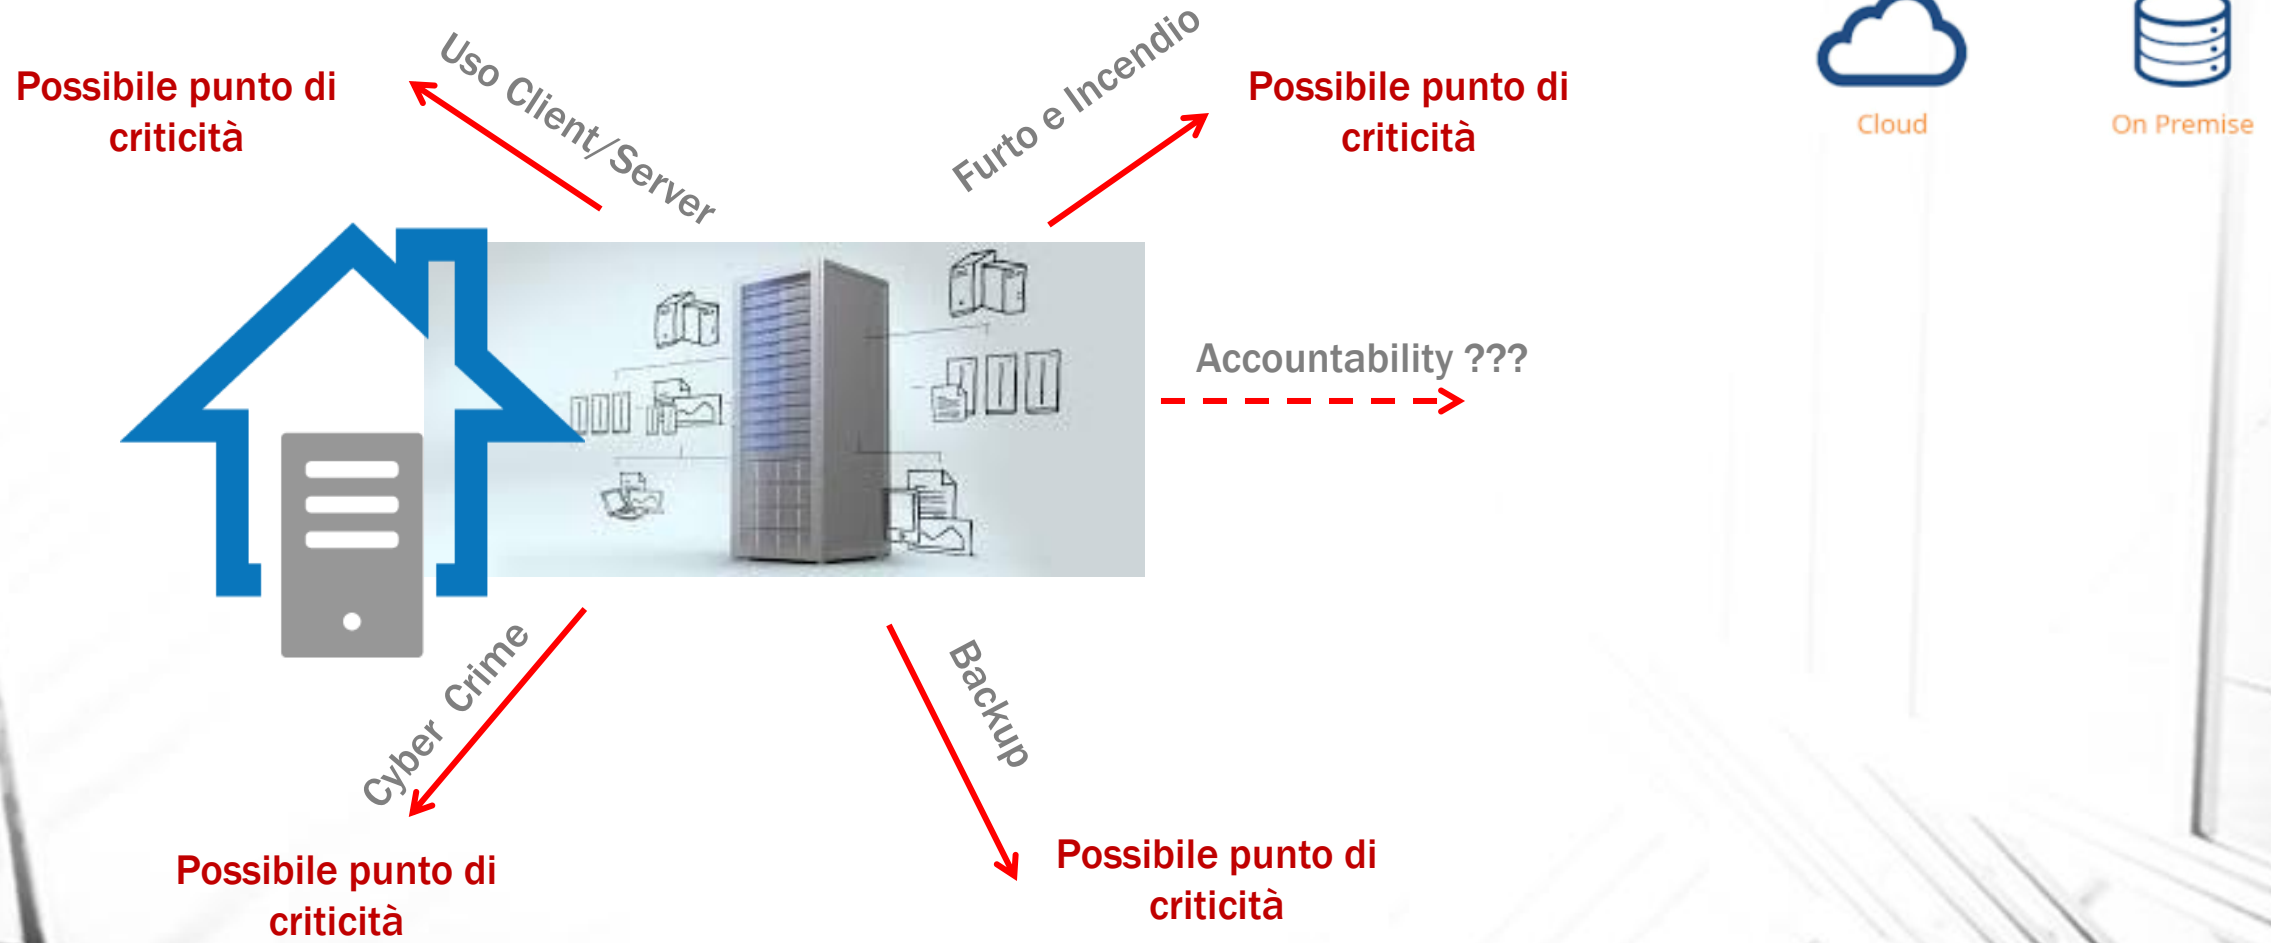 Uso Client/Server
Furto e Incendio
Possibile punto di
criticità
Possibile punto di
criticità
Cloud
On Premise
Accountability ???
Cyber Crime
Backup
Possibile punto di
criticità
Possibile punto di
criticità